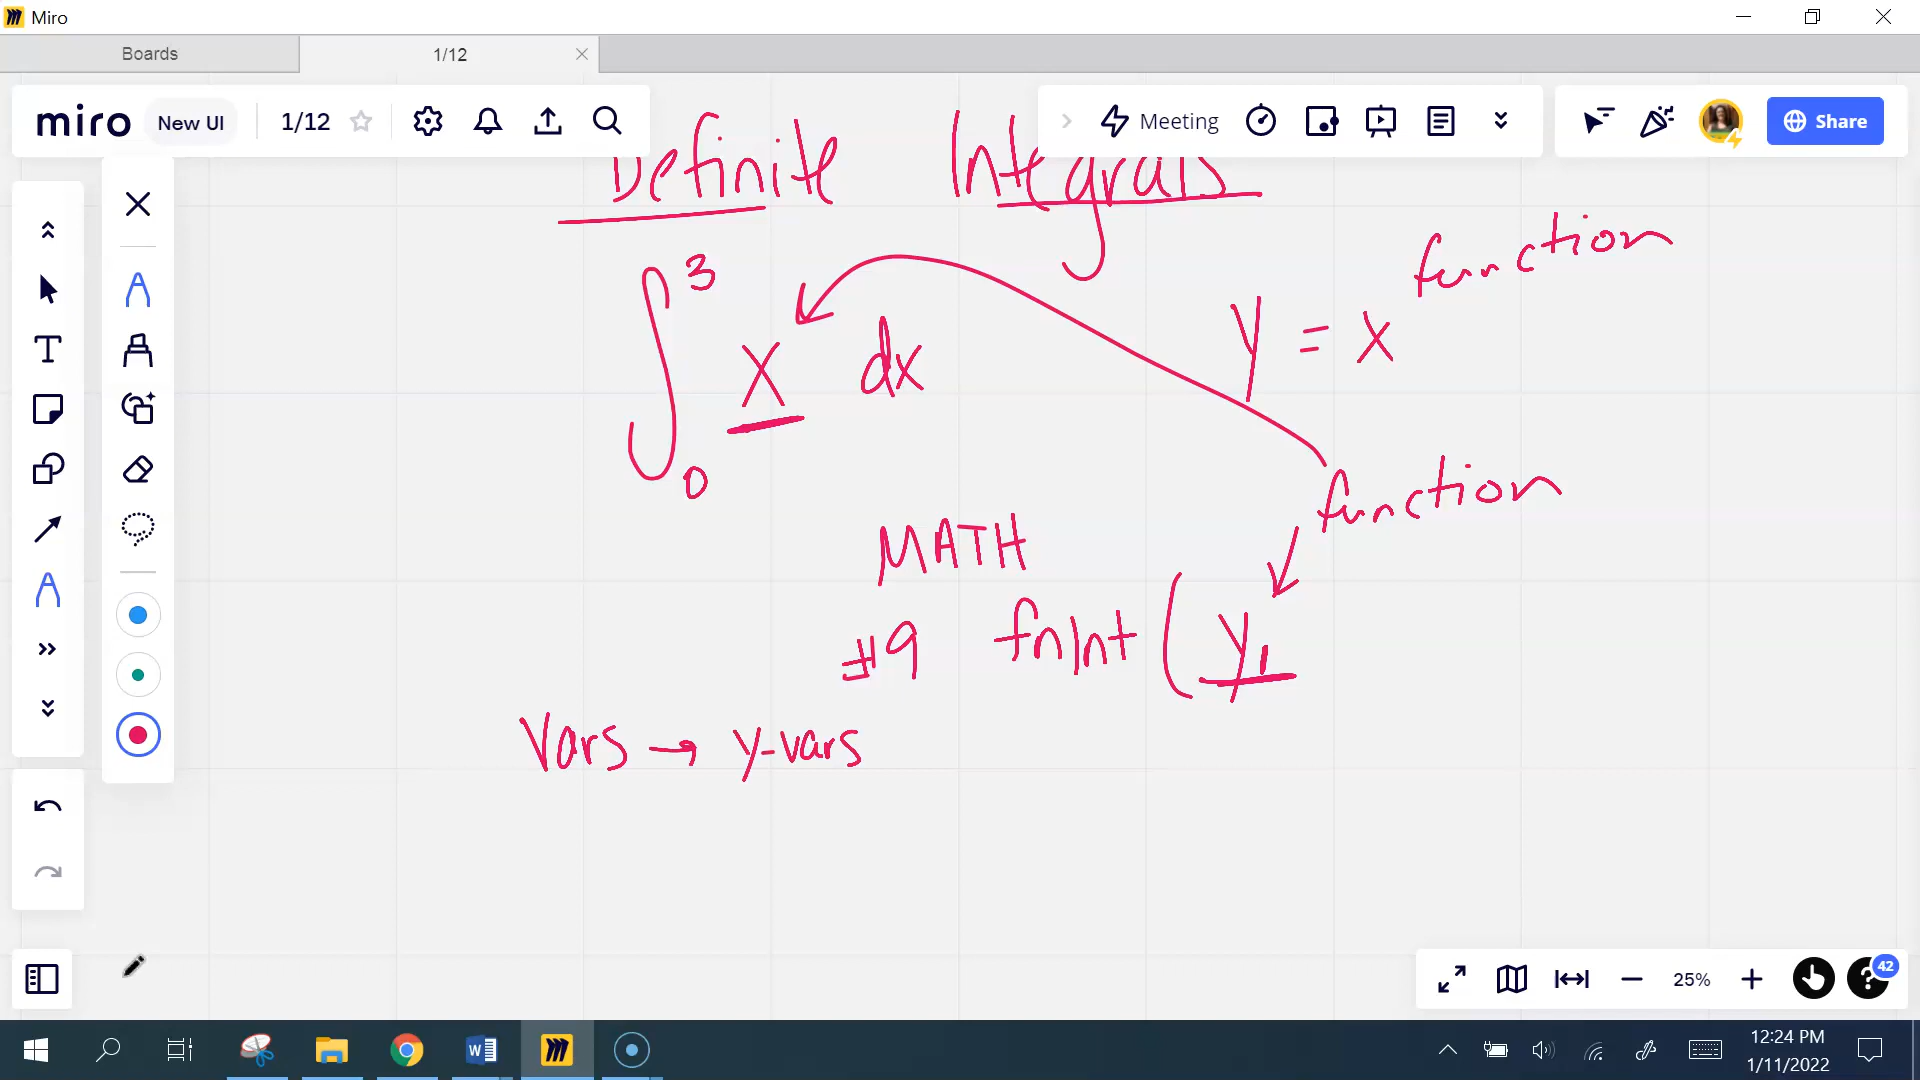 Miro
Boards
1/12
miro
New UI
1/12
Meeting
Share
Definite Integrals
function
∫ 3 0 x dx
y = x
function
MATH
#9 fnInt ( y1
Vars → y-vars
25%
42
12:24 PM
1/11/2022